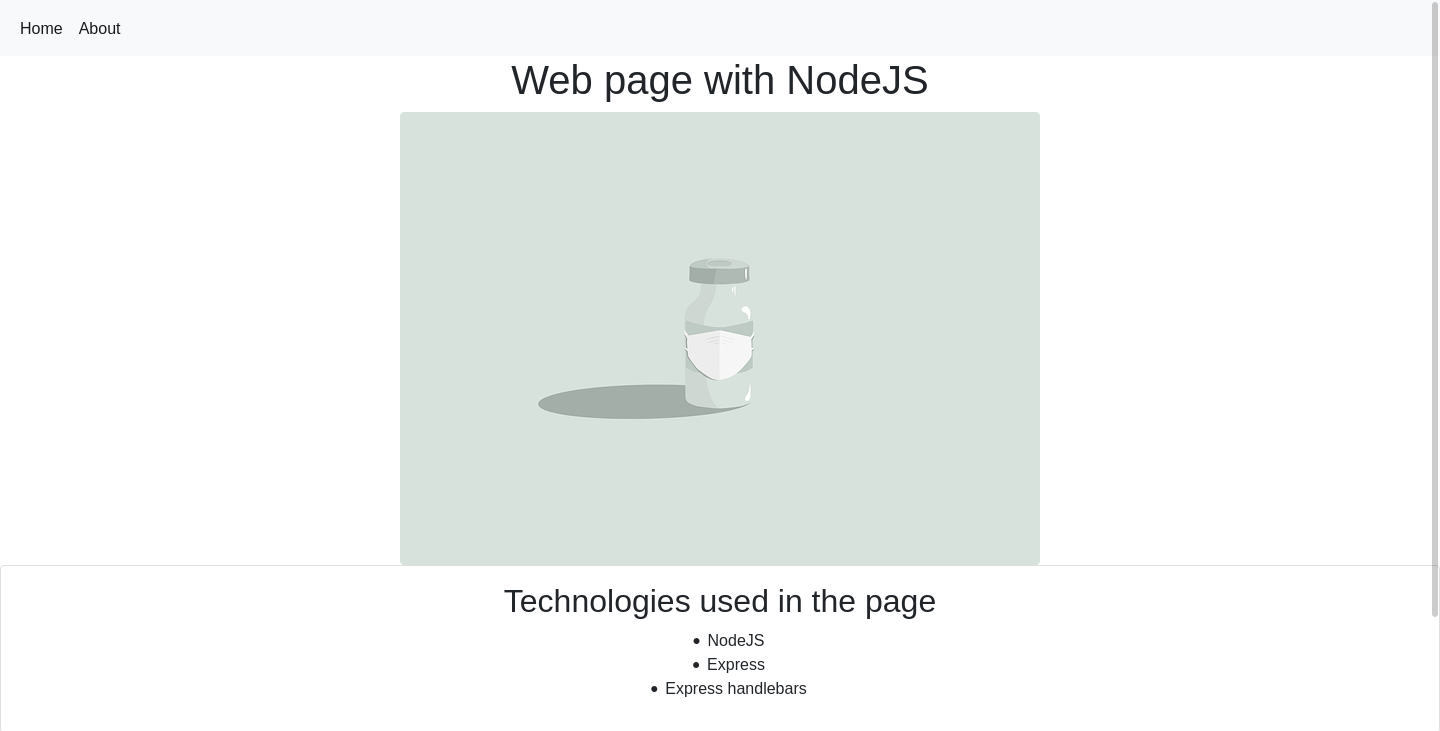 Home About
Web page with NodeJS
Technologies used in the page
NodeJS
Express
Express handlebars